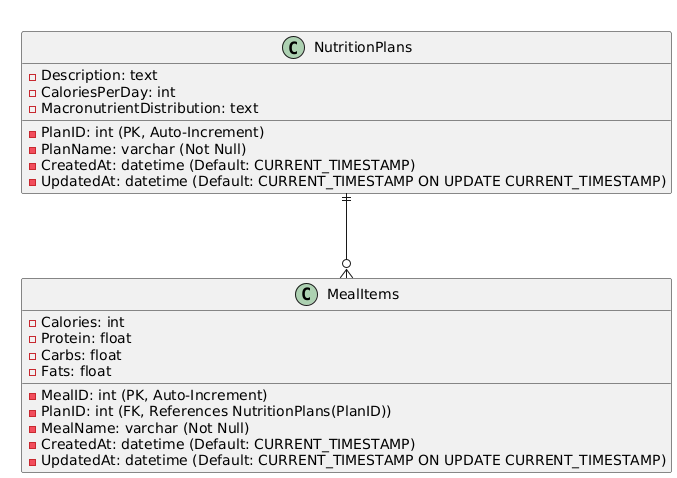 C NutritionPlans
Description: text
CaloriesPerDay: int
MacronutrientDistribution: text
PlanID: int (PK, Auto-Increment)
PlanName: varchar (Not Null)
CreatedAt: datetime (Default: CURRENT_TIMESTAMP)
UpdatedAt: datetime (Default: CURRENT_TIMESTAMP ON UPDATE CURRENT_TIMESTAMP)
C MealItems
Calories: int
Protein: float
Carbs: float
Fats: float
MealID: int (PK, Auto-Increment)
PlanID: int (FK, References NutritionPlans(PlanID))
MealName: varchar (Not Null)
CreatedAt: datetime (Default: CURRENT_TIMESTAMP)
UpdatedAt: datetime (Default: CURRENT_TIMESTAMP ON UPDATE CURRENT_TIMESTAMP)